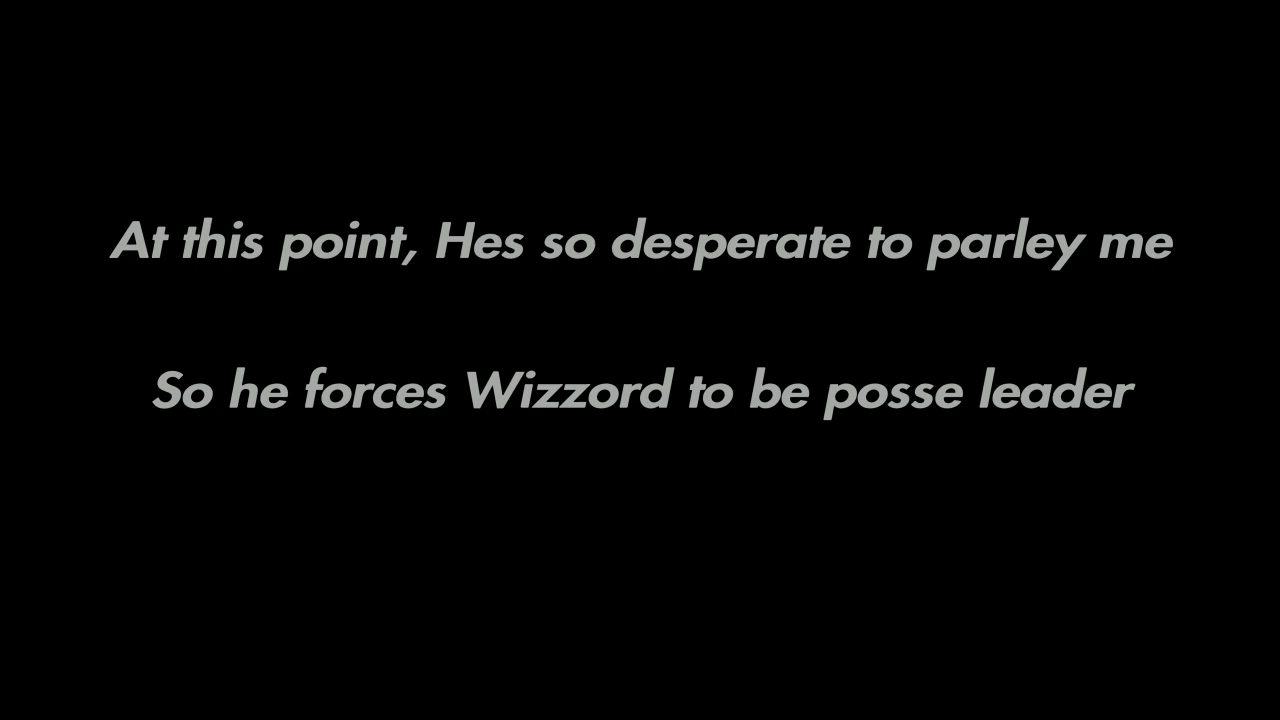 At this point, Hes so desperate to parley me
So he forces Wizzord to be posse leader